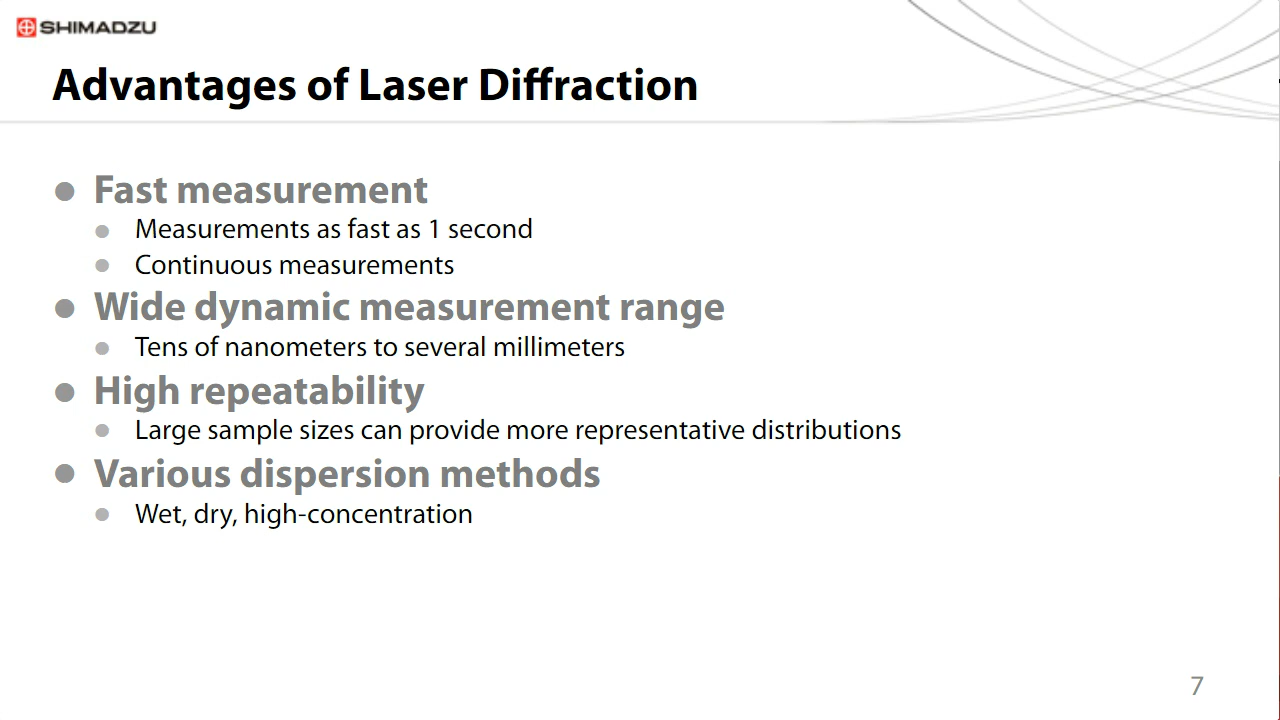 SHIMADZU
Advantages of Laser Diffraction
Fast measurement
Measurements as fast as 1 second
Continuous measurements
Wide dynamic measurement range
Tens of nanometers to several millimeters
High repeatability
Large sample sizes can provide more representative distributions
Various dispersion methods
Wet, dry, high-concentration
7